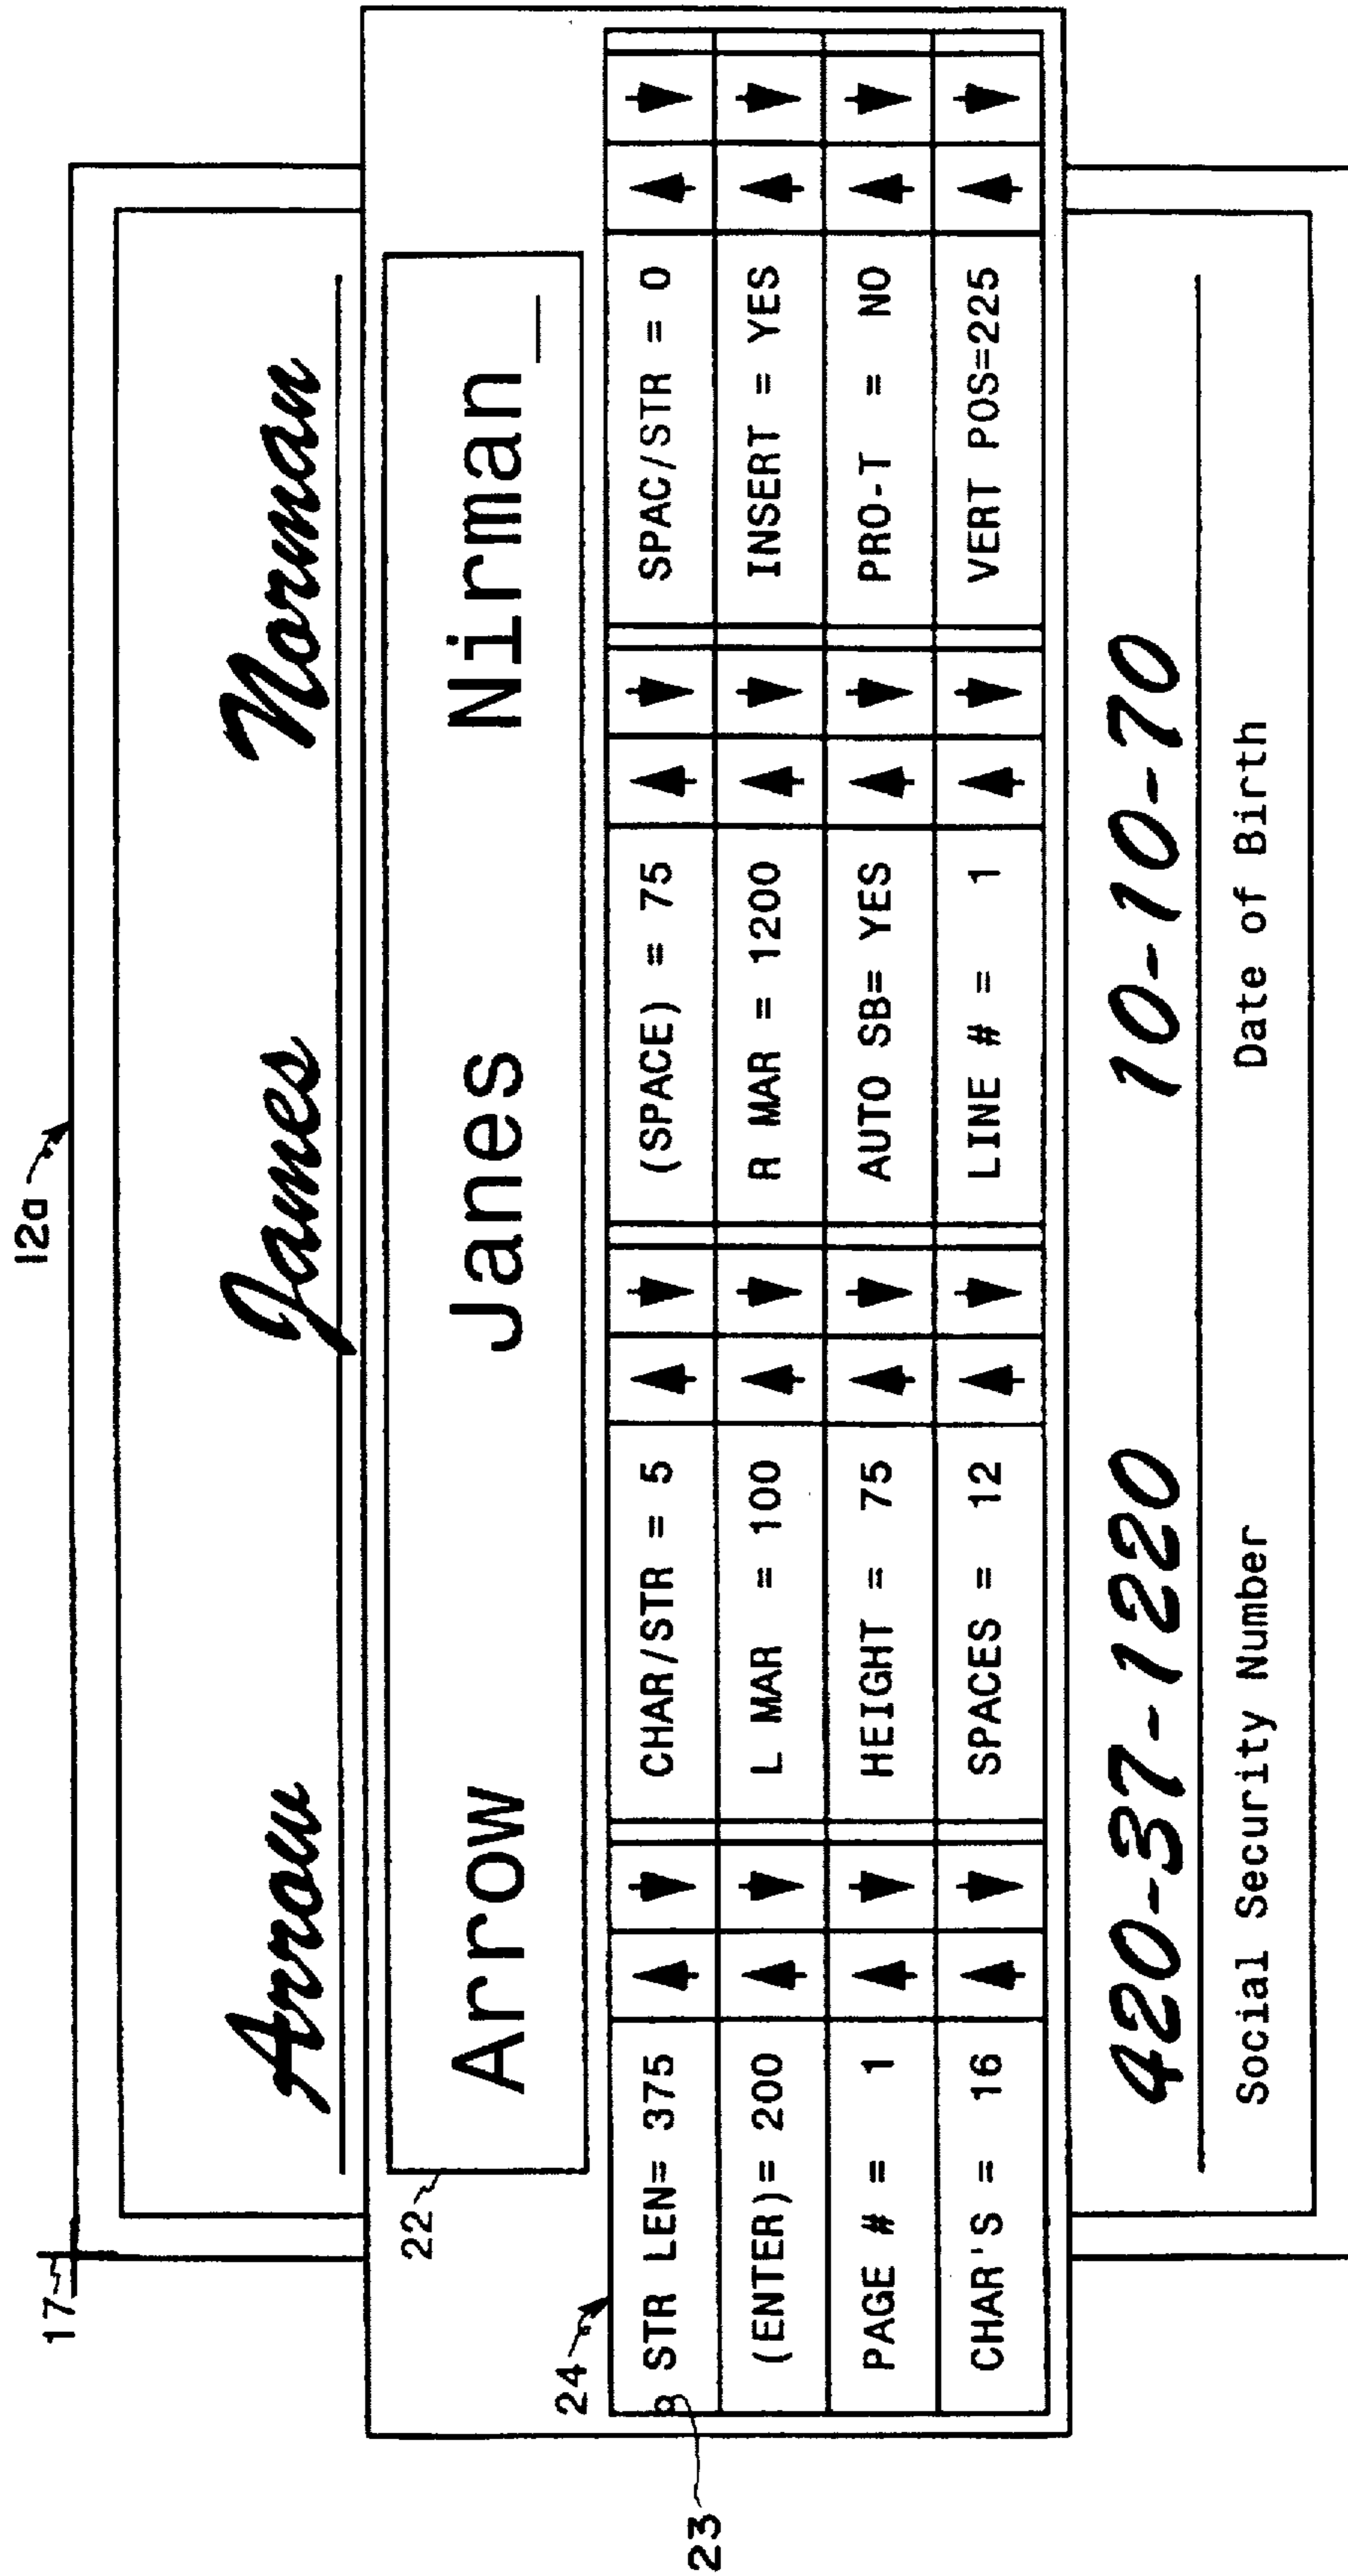 12a
17
Arrow James Norman
22
Arrow Janes Nirman_
24
STR LEN= 375 CHAR/STR = 5 (SPACE) = 75 SPAC/STR = 0
23
(ENTER)= 200 L MAR = 100 R MAR = 1200 INSERT = YES
PAGE # = 1 HEIGHT = 75 AUTO SB= YES PRO-T = NO
CHAR'S = 16 SPACES = 12 LINE # = 1 VERT POS=225
420-37-1220 10-10-70
Social Security Number Date of Birth